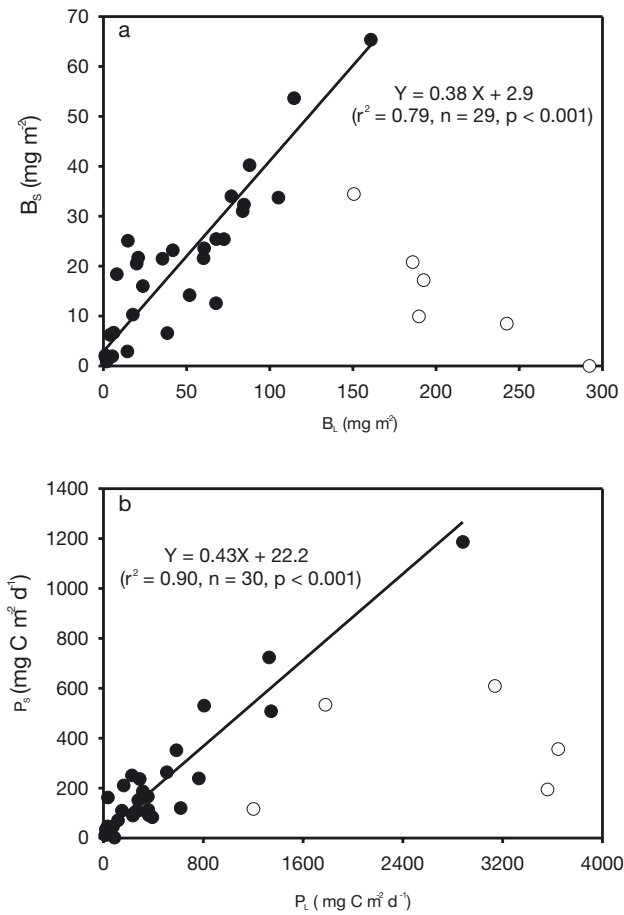 70
a
60
Y = 0.38 X + 2.9
50
(r² = 0.79, n = 29, p < 0.001)
40
B_S (mg m⁻²)
30
20
10
0
0 50 100 150 200 250 300
B_L (mg m⁻²)
1400
b
1200
Y = 0.43X + 22.2
(r² = 0.90, n = 30, p < 0.001)
1000
800
P_S (mg C m⁻² d⁻¹)
600
400
200
0
0 800 1600 2400 3200 4000
P_L ( mg C m⁻² d⁻¹)